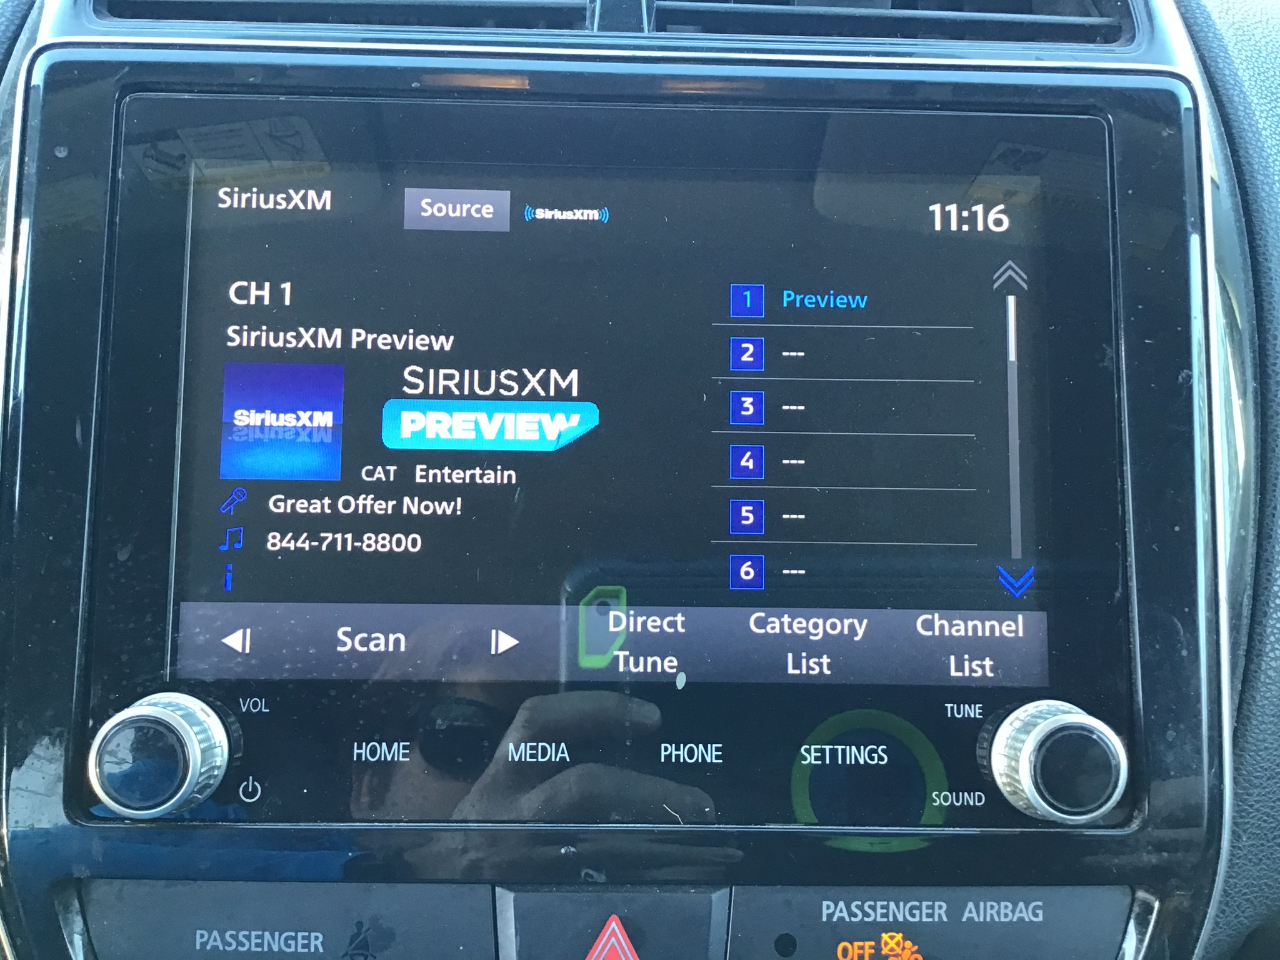 SiriusXM
Source
SiriusXM
11:16
CH 1
SiriusXM Preview
SiriusXM
SIRIUSXM
PREVIEW
CAT Entertain
Great Offer Now!
844-711-8800
1 Preview
2 ---
3 ---
4 ---
5 ---
6 ---
Scan
Direct
Tune
Category
List
Channel
List
VOL
HOME
MEDIA
PHONE
SETTINGS
TUNE
SOUND
PASSENGER
PASSENGER AIRBAG
OFF